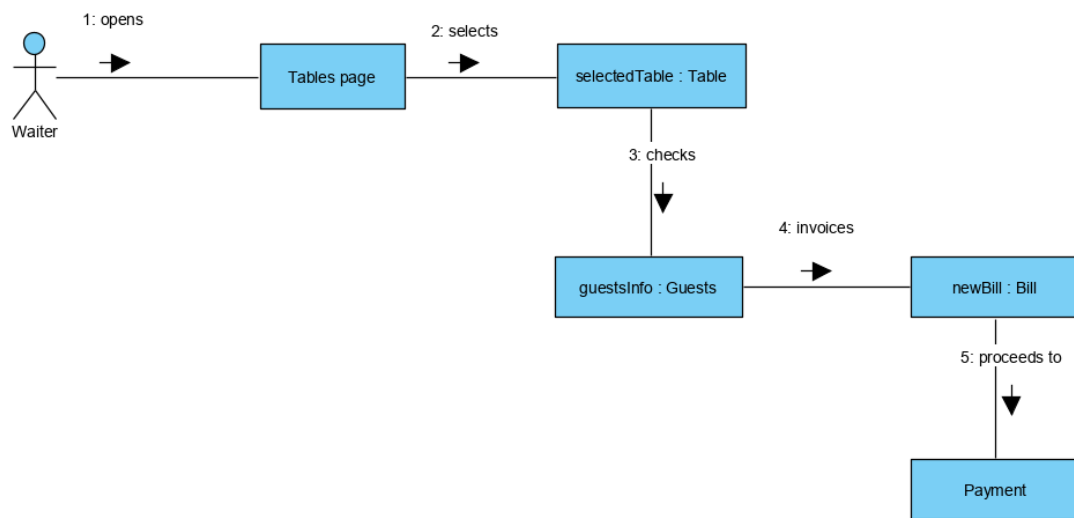 1: opens
2: selects
Tables page
selectedTable : Table
Waiter
3: checks
4: invoices
guestsInfo : Guests
newBill : Bill
5: proceeds to
Payment